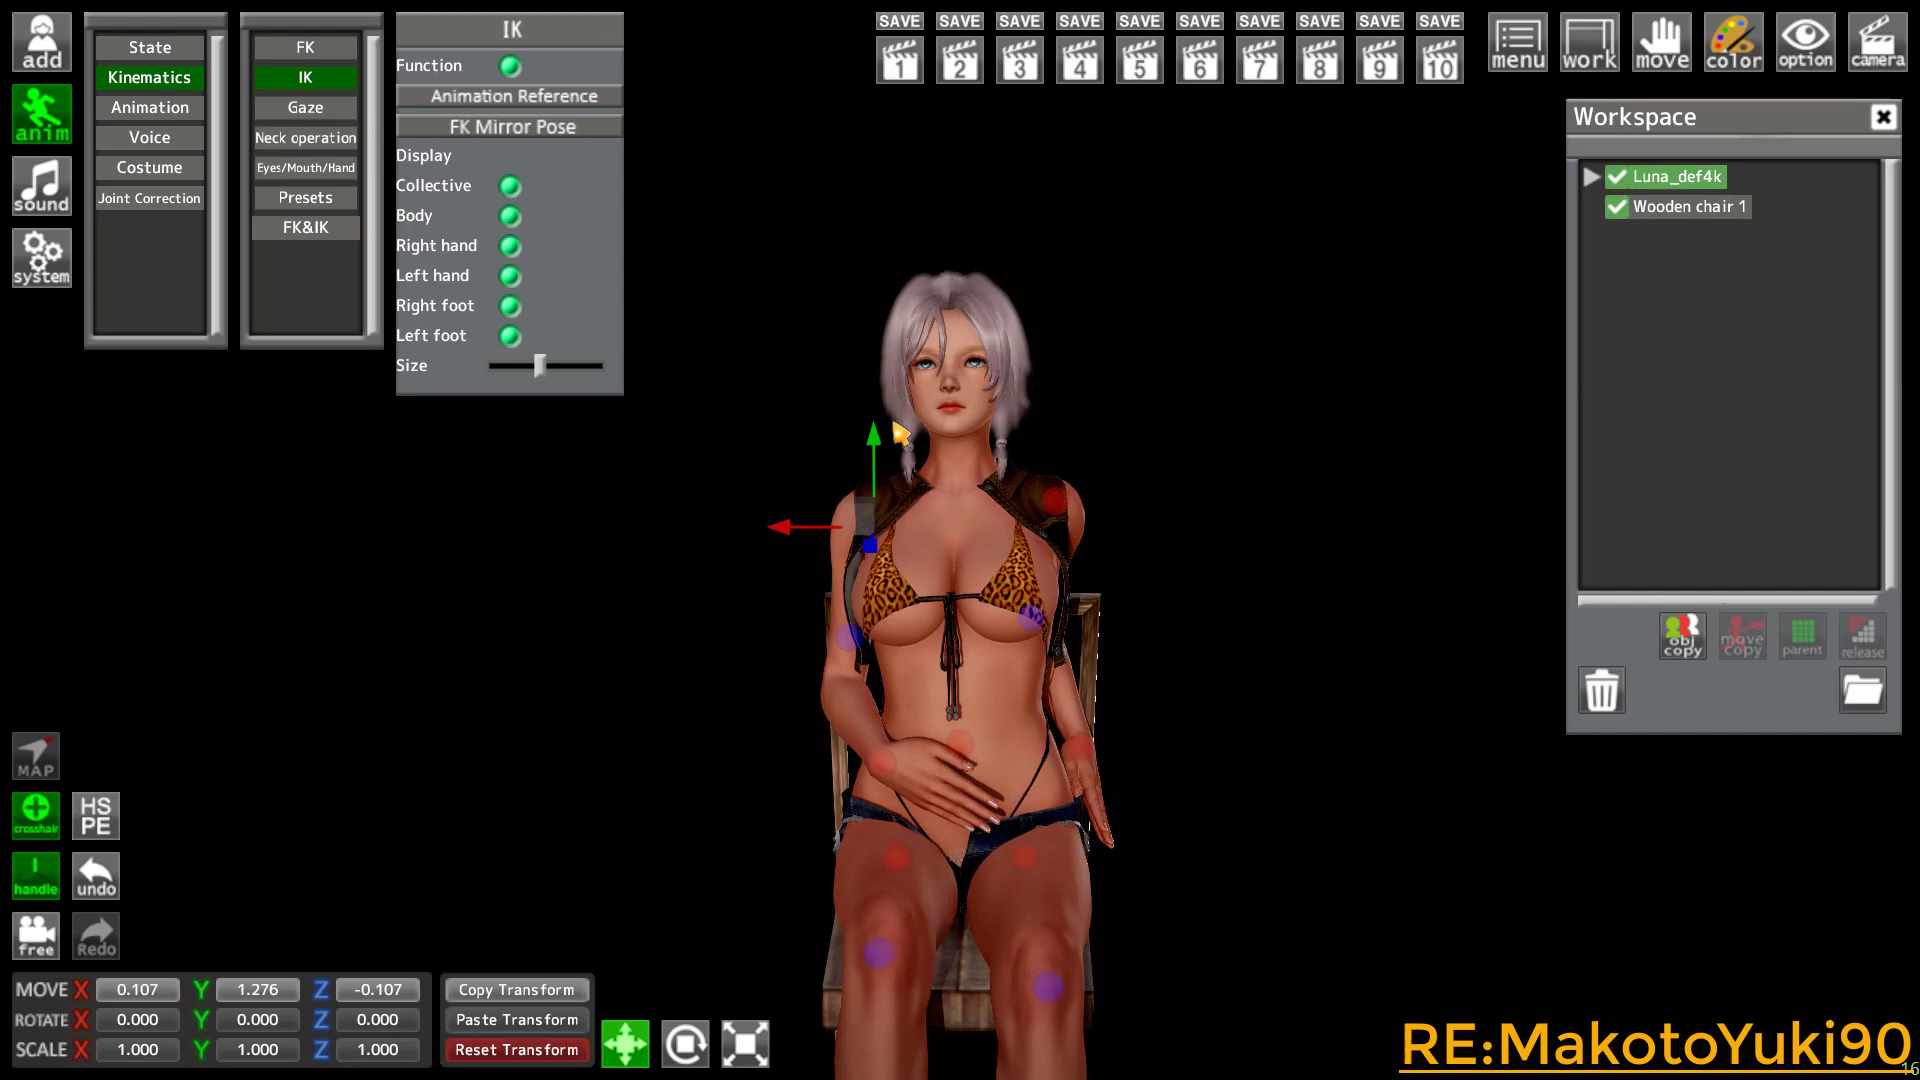 add
anim
sound
system
State
Kinematics
Animation
Voice
Costume
Joint Correction
FK
IK
Gaze
Neck operation
Eyes/Mouth/Hand
Presets
FK&IK
IK
Function
Animation Reference
FK Mirror Pose
Display
Collective
Body
Right hand
Left hand
Right foot
Left foot
Size
SAVE SAVE SAVE SAVE SAVE SAVE SAVE SAVE SAVE SAVE
1 2 3 4 5 6 7 8 9 10
menu work move color option camera
Workspace
Luna_def4k
Wooden chair 1
obj copy
move copy
parent
release
MAP
crosshair
HS PE
handle
undo
free
Redo
MOVE X 0.107 Y 1.276 Z -0.107
ROTATE X 0.000 Y 0.000 Z 0.000
SCALE X 1.000 Y 1.000 Z 1.000
Copy Transform
Paste Transform
Reset Transform
RE:MakotoYuki90
16